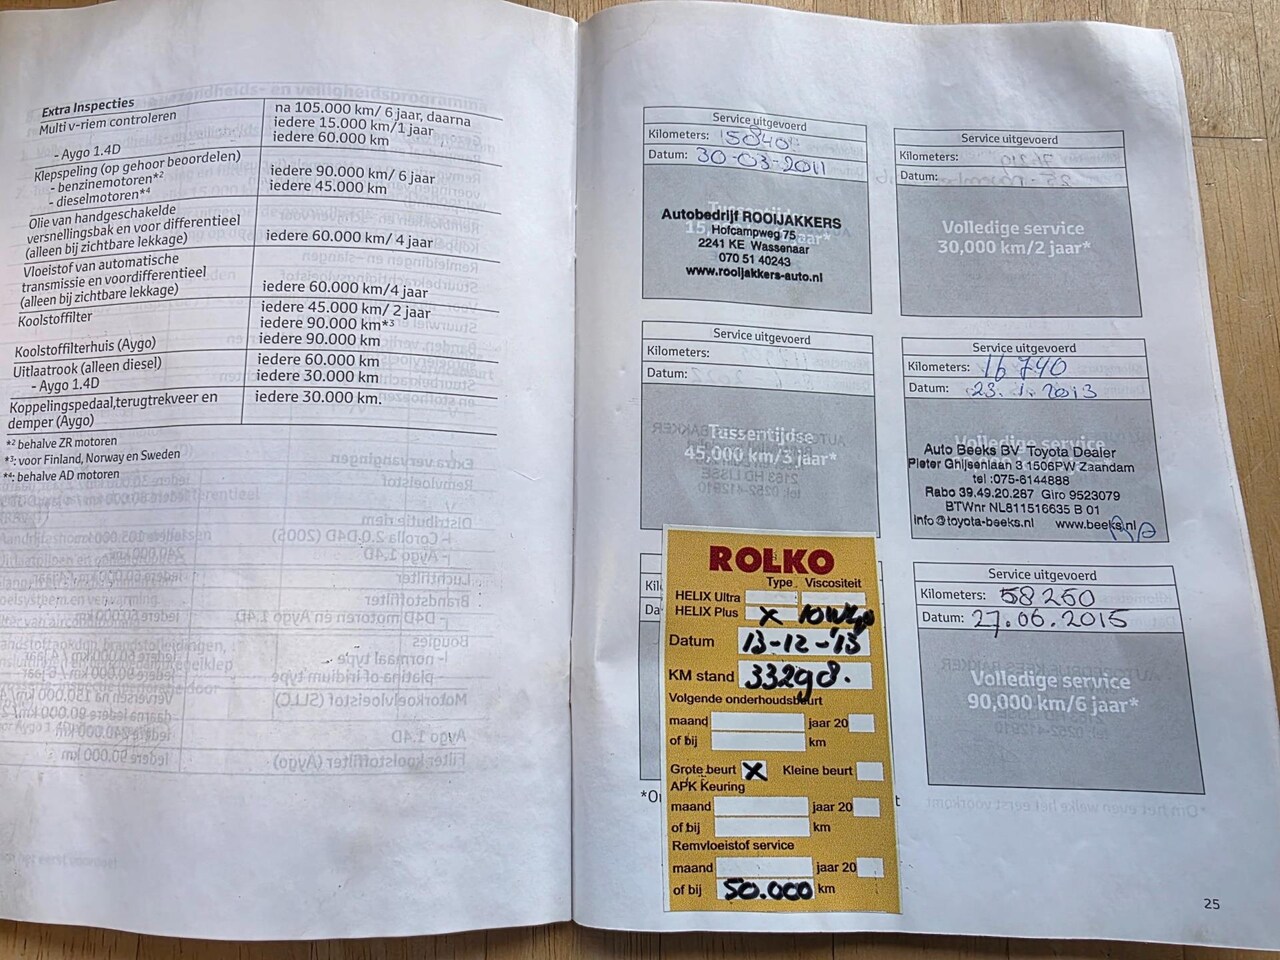 Extra Inspecties
Multi v-riem controleren
na 105.000 km/ 6 jaar, daarna
iedere 15.000 km/1 jaar
- Aygo 1.4D
iedere 60.000 km
Klepspeling (op gehoor beoordelen)
- benzinemotoren*2
iedere 90.000 km/ 6 jaar
- dieselmotoren*4
iedere 45.000 km
Olie van handgeschakelde
versnellingsbak en voor differentieel
(alleen bij zichtbare lekkage)
iedere 60.000 km/ 4 jaar
Vloeistof van automatische
transmissie en voordifferentieel
(alleen bij zichtbare lekkage)
iedere 60.000 km/4 jaar
Koolstoffilter
iedere 45.000 km/ 2 jaar
iedere 90.000 km*3
Koolstoffilterhuis (Aygo)
iedere 90.000 km
Uitlaatrook (alleen diesel)
iedere 60.000 km
- Aygo 1.4D
iedere 30.000 km
Koppelingspedaal,terugtrekveer en
demper (Aygo)
iedere 30.000 km.
*2 behalve ZR motoren
*3: voor Finland, Norway en Sweden
*4: behalve AD motoren
Service uitgevoerd
Kilometers: 15840
Datum: 30-03-2011
Autobedrijf ROOIJAKKERS
Hofcampweg 75
2241 KE Wassenaar
070 51 40243
www.rooijakkers-auto.nl
Service uitgevoerd
Kilometers:
Datum:
Volledige service
30,000 km/2 jaar*
Service uitgevoerd
Kilometers:
Datum:
Tussentijdse
45,000 km/3 jaar*
Service uitgevoerd
Kilometers: 16740
Datum: 23.1.2013
Volledige service
Auto Beeks BV Toyota Dealer
Pieter Ghijsenlaan 3 1506PW Zaandam
tel :075-6144888
Rabo 39.49.20.287 Giro 9523079
BTWnr NL811516635 B 01
info@toyota-beeks.nl www.beeks.nl
ROLKO
Type. Viscositeit
HELIX Ultra
HELIX Plus X 10W40
Datum 13-12-'13
KM stand 33298.
Volgende onderhoudsbeurt
maand jaar 20
of bij km
Grote beurt X Kleine beurt
APK Keuring
maand jaar 20
of bij km
Remvloeistof service
maand jaar 20
of bij 50.000 km
Service uitgevoerd
Kilometers: 58250
Datum: 27.06.2015
Volledige service
90,000 km/6 jaar*
25